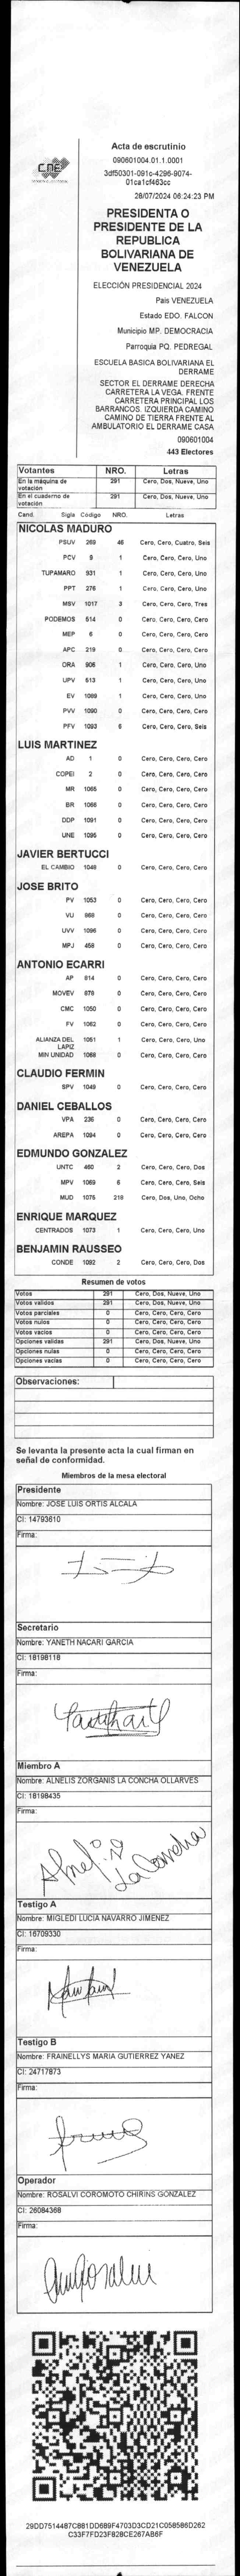 CNE
Acta de escrutinio
090601004.01.1.0001
3df50301-091c-4296-9074-
01ca1cf463cc
28/07/2024 06:24:23 PM
PRESIDENTA O
PRESIDENTE DE LA
REPUBLICA
BOLIVARIANA DE
VENEZUELA
ELECCIÓN PRESIDENCIAL 2024
País VENEZUELA
Estado EDO. FALCON
Municipio MP. DEMOCRACIA
Parroquia PQ. PEDREGAL
ESCUELA BASICA BOLIVARIANA EL
DERRAME
SECTOR EL DERRAME DERECHA
CARRETERA LA VEGA. FRENTE
CARRETERA PRINCIPAL LOS
BARRANCOS. IZQUIERDA CAMINO
CAMINO DE TIERRA FRENTE AL
AMBULATORIO EL DERRAME CASA
090601004
443 Electores
Votantes NRO. Letras
En la máquina de votación 291 Cero, Dos, Nueve, Uno
En el cuaderno de votación 291 Cero, Dos, Nueve, Uno
Cand. Sigla Código NRO. Letras
NICOLAS MADURO
PSUV 269 46 Cero, Cero, Cuatro, Seis
PCV 9 1 Cero, Cero, Cero, Uno
TUPAMARO 931 1 Cero, Cero, Cero, Uno
PPT 276 1 Cero, Cero, Cero, Uno
MSV 1017 3 Cero, Cero, Cero, Tres
PODEMOS 514 0 Cero, Cero, Cero, Cero
MEP 6 0 Cero, Cero, Cero, Cero
APC 219 0 Cero, Cero, Cero, Cero
ORA 906 1 Cero, Cero, Cero, Uno
UPV 513 1 Cero, Cero, Cero, Uno
EV 1089 1 Cero, Cero, Cero, Uno
PVV 1090 0 Cero, Cero, Cero, Cero
PFV 1093 6 Cero, Cero, Cero, Seis
LUIS MARTINEZ
AD 1 0 Cero, Cero, Cero, Cero
COPEI 2 0 Cero, Cero, Cero, Cero
MR 1065 0 Cero, Cero, Cero, Cero
BR 1066 0 Cero, Cero, Cero, Cero
DDP 1091 0 Cero, Cero, Cero, Cero
UNE 1095 0 Cero, Cero, Cero, Cero
JAVIER BERTUCCI
EL CAMBIO 1048 0 Cero, Cero, Cero, Cero
JOSE BRITO
PV 1053 0 Cero, Cero, Cero, Cero
VU 868 0 Cero, Cero, Cero, Cero
UVV 1096 0 Cero, Cero, Cero, Cero
MPJ 458 0 Cero, Cero, Cero, Cero
ANTONIO ECARRI
AP 814 0 Cero, Cero, Cero, Cero
MOVEV 878 0 Cero, Cero, Cero, Cero
CMC 1050 0 Cero, Cero, Cero, Cero
FV 1062 0 Cero, Cero, Cero, Cero
ALIANZA DEL LAPIZ 1051 1 Cero, Cero, Cero, Uno
MIN UNIDAD 1088 0 Cero, Cero, Cero, Cero
CLAUDIO FERMIN
SPV 1049 0 Cero, Cero, Cero, Cero
DANIEL CEBALLOS
VPA 236 0 Cero, Cero, Cero, Cero
AREPA 1094 0 Cero, Cero, Cero, Cero
EDMUNDO GONZALEZ
UNTC 460 2 Cero, Cero, Cero, Dos
MPV 1069 6 Cero, Cero, Cero, Seis
MUD 1075 218 Cero, Dos, Uno, Ocho
ENRIQUE MARQUEZ
CENTRADOS 1073 1 Cero, Cero, Cero, Uno
BENJAMIN RAUSSEO
CONDE 1092 2 Cero, Cero, Cero, Dos
Resumen de votos
Votos 291 Cero, Dos, Nueve, Uno
Votos validos 291 Cero, Dos, Nueve, Uno
Votos parciales 0 Cero, Cero, Cero, Cero
Votos nulos 0 Cero, Cero, Cero, Cero
Votos vacios 0 Cero, Cero, Cero, Cero
Opciones validas 291 Cero, Dos, Nueve, Uno
Opciones nulas 0 Cero, Cero, Cero, Cero
Opciones vacias 0 Cero, Cero, Cero, Cero
Observaciones:
Se levanta la presente acta la cual firman en
señal de conformidad.
Miembros de la mesa electoral
Presidente
Nombre: JOSE LUIS ORTIS ALCALA
CI: 14793610
Firma:
Secretario
Nombre: YANETH NACARI GARCIA
CI: 18198118
Firma:
Miembro A
Nombre: ALNELIS ZORGANIS LA CONCHA OLLARVES
CI: 18198435
Firma:
La Concha
Testigo A
Nombre: MIGLEDI LUCIA NAVARRO JIMENEZ
CI: 16709330
Firma:
Testigo B
Nombre: FRAINELLYS MARIA GUTIERREZ YANEZ
CI: 24717873
Firma:
Operador
Nombre: ROSALVI COROMOTO CHIRINS GONZALEZ
CI: 26084368
Firma:
29DD7514487C881DD689F4703D3CD21C058586D262
C33F7FD23F828CE267AB6F